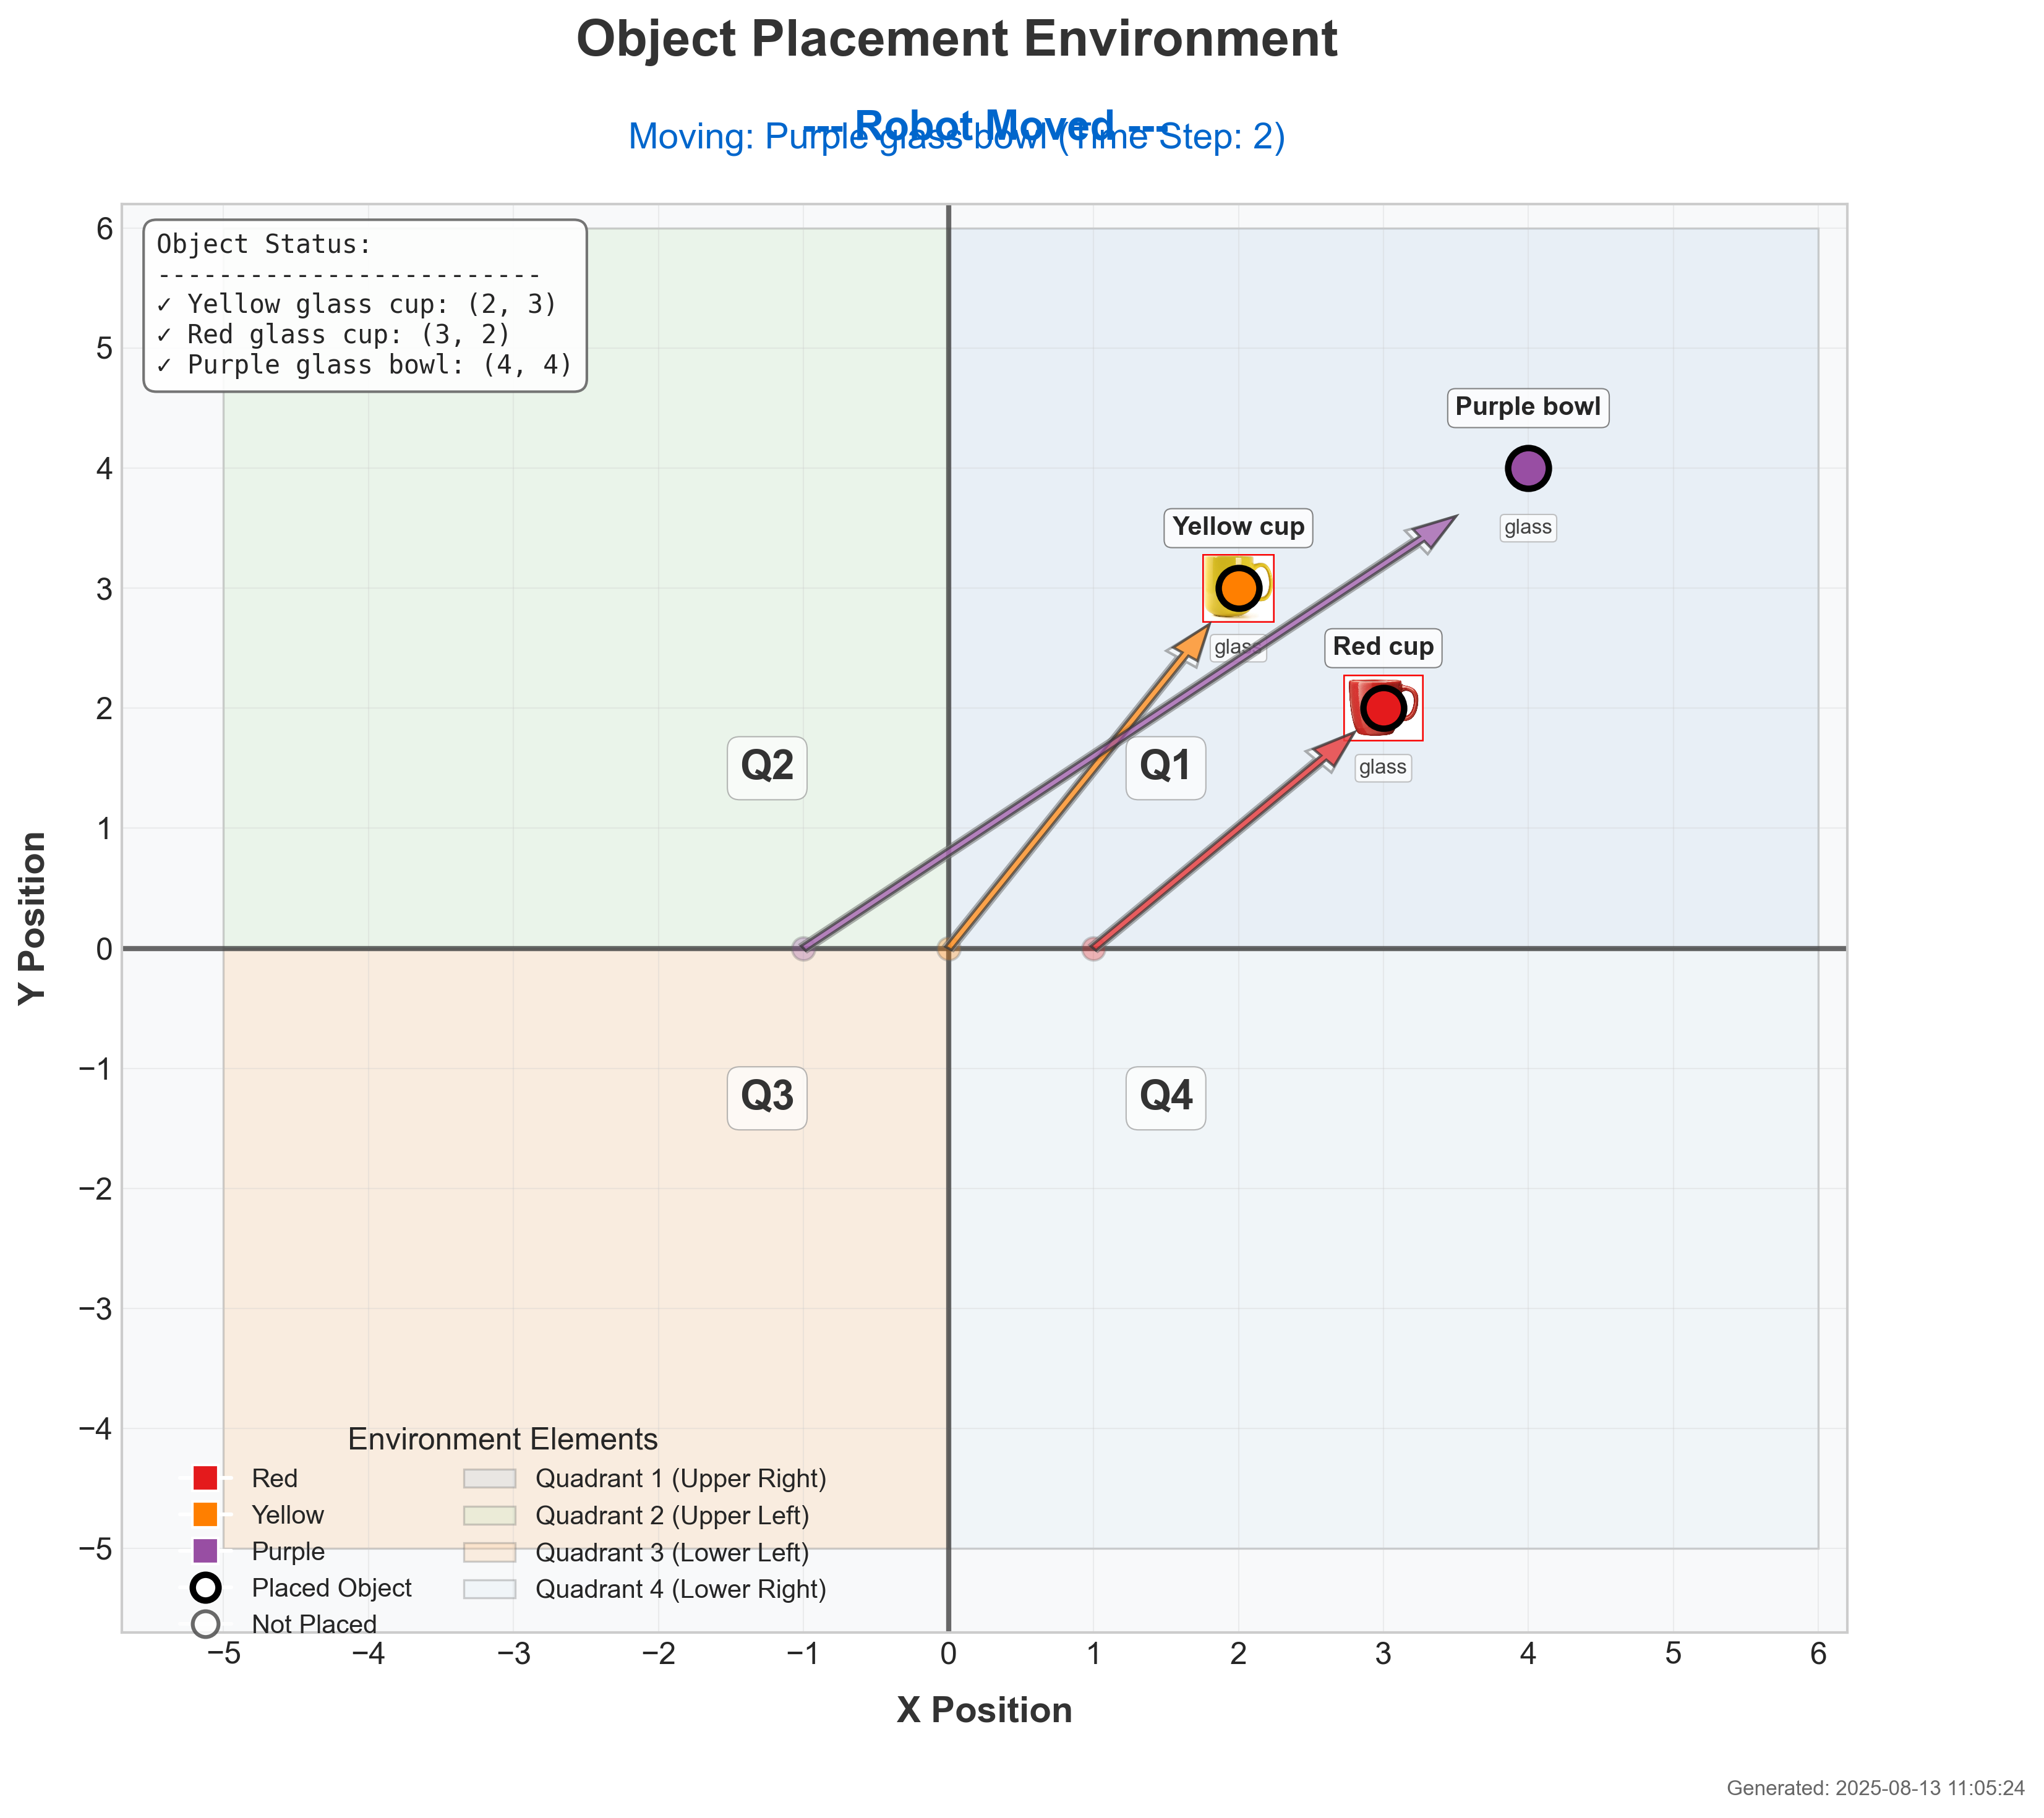 Object Placement Environment
--- Robot Moved ---
Moving: Purple glass bowl (Time Step: 2)
Object Status:
-------------------------
✓ Yellow glass cup: (2, 3)
✓ Red glass cup: (3, 2)
✓ Purple glass bowl: (4, 4)
Purple bowl
glass
Yellow cup
glass
Red cup
glass
Q2
Q1
Q3
Q4
6
5
4
3
2
1
0
−1
−2
−3
−4
−5
Y Position
Environment Elements
Red
Yellow
Purple
Placed Object
Not Placed
Quadrant 1 (Upper Right)
Quadrant 2 (Upper Left)
Quadrant 3 (Lower Left)
Quadrant 4 (Lower Right)
−5 −4 −3 −2 −1 0 1 2 3 4 5 6
X Position
Generated: 2025-08-13 11:05:24